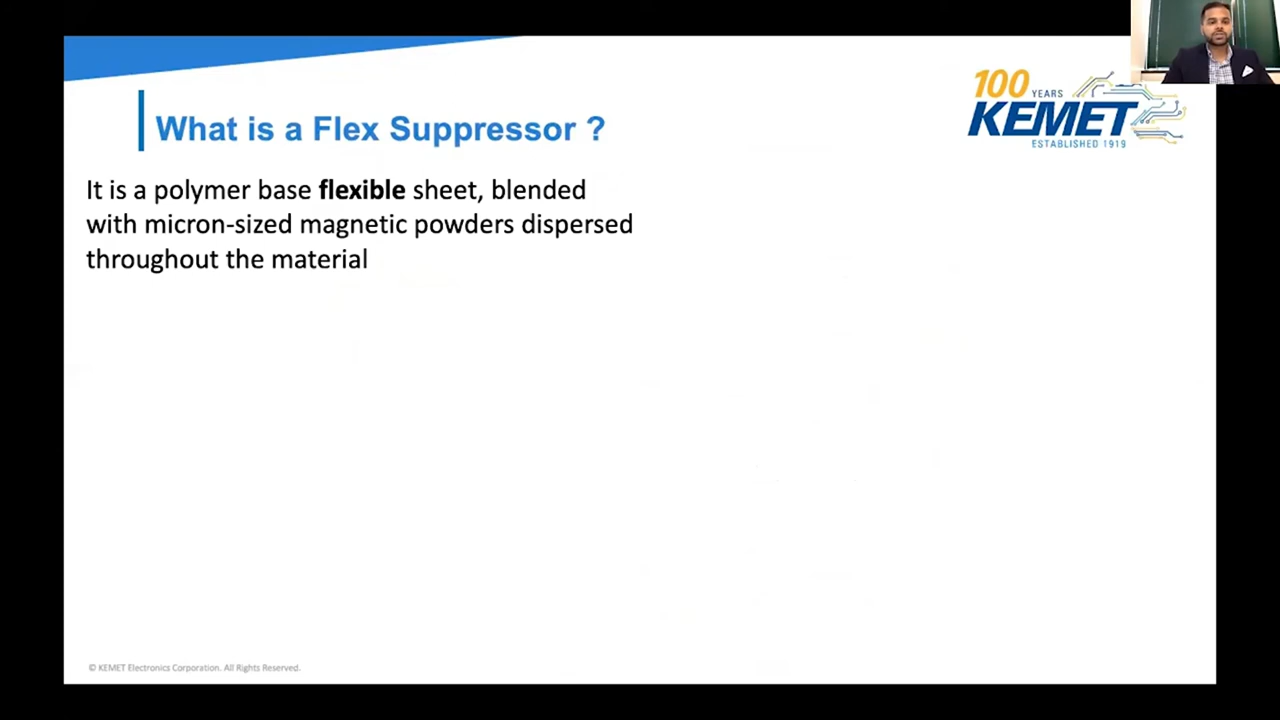 What is a Flex Suppressor ?
100 YEARS
KEMET
ESTABLISHED 1919
It is a polymer base flexible sheet, blended
with micron-sized magnetic powders dispersed
throughout the material
© KEMET Electronics Corporation. All Rights Reserved.